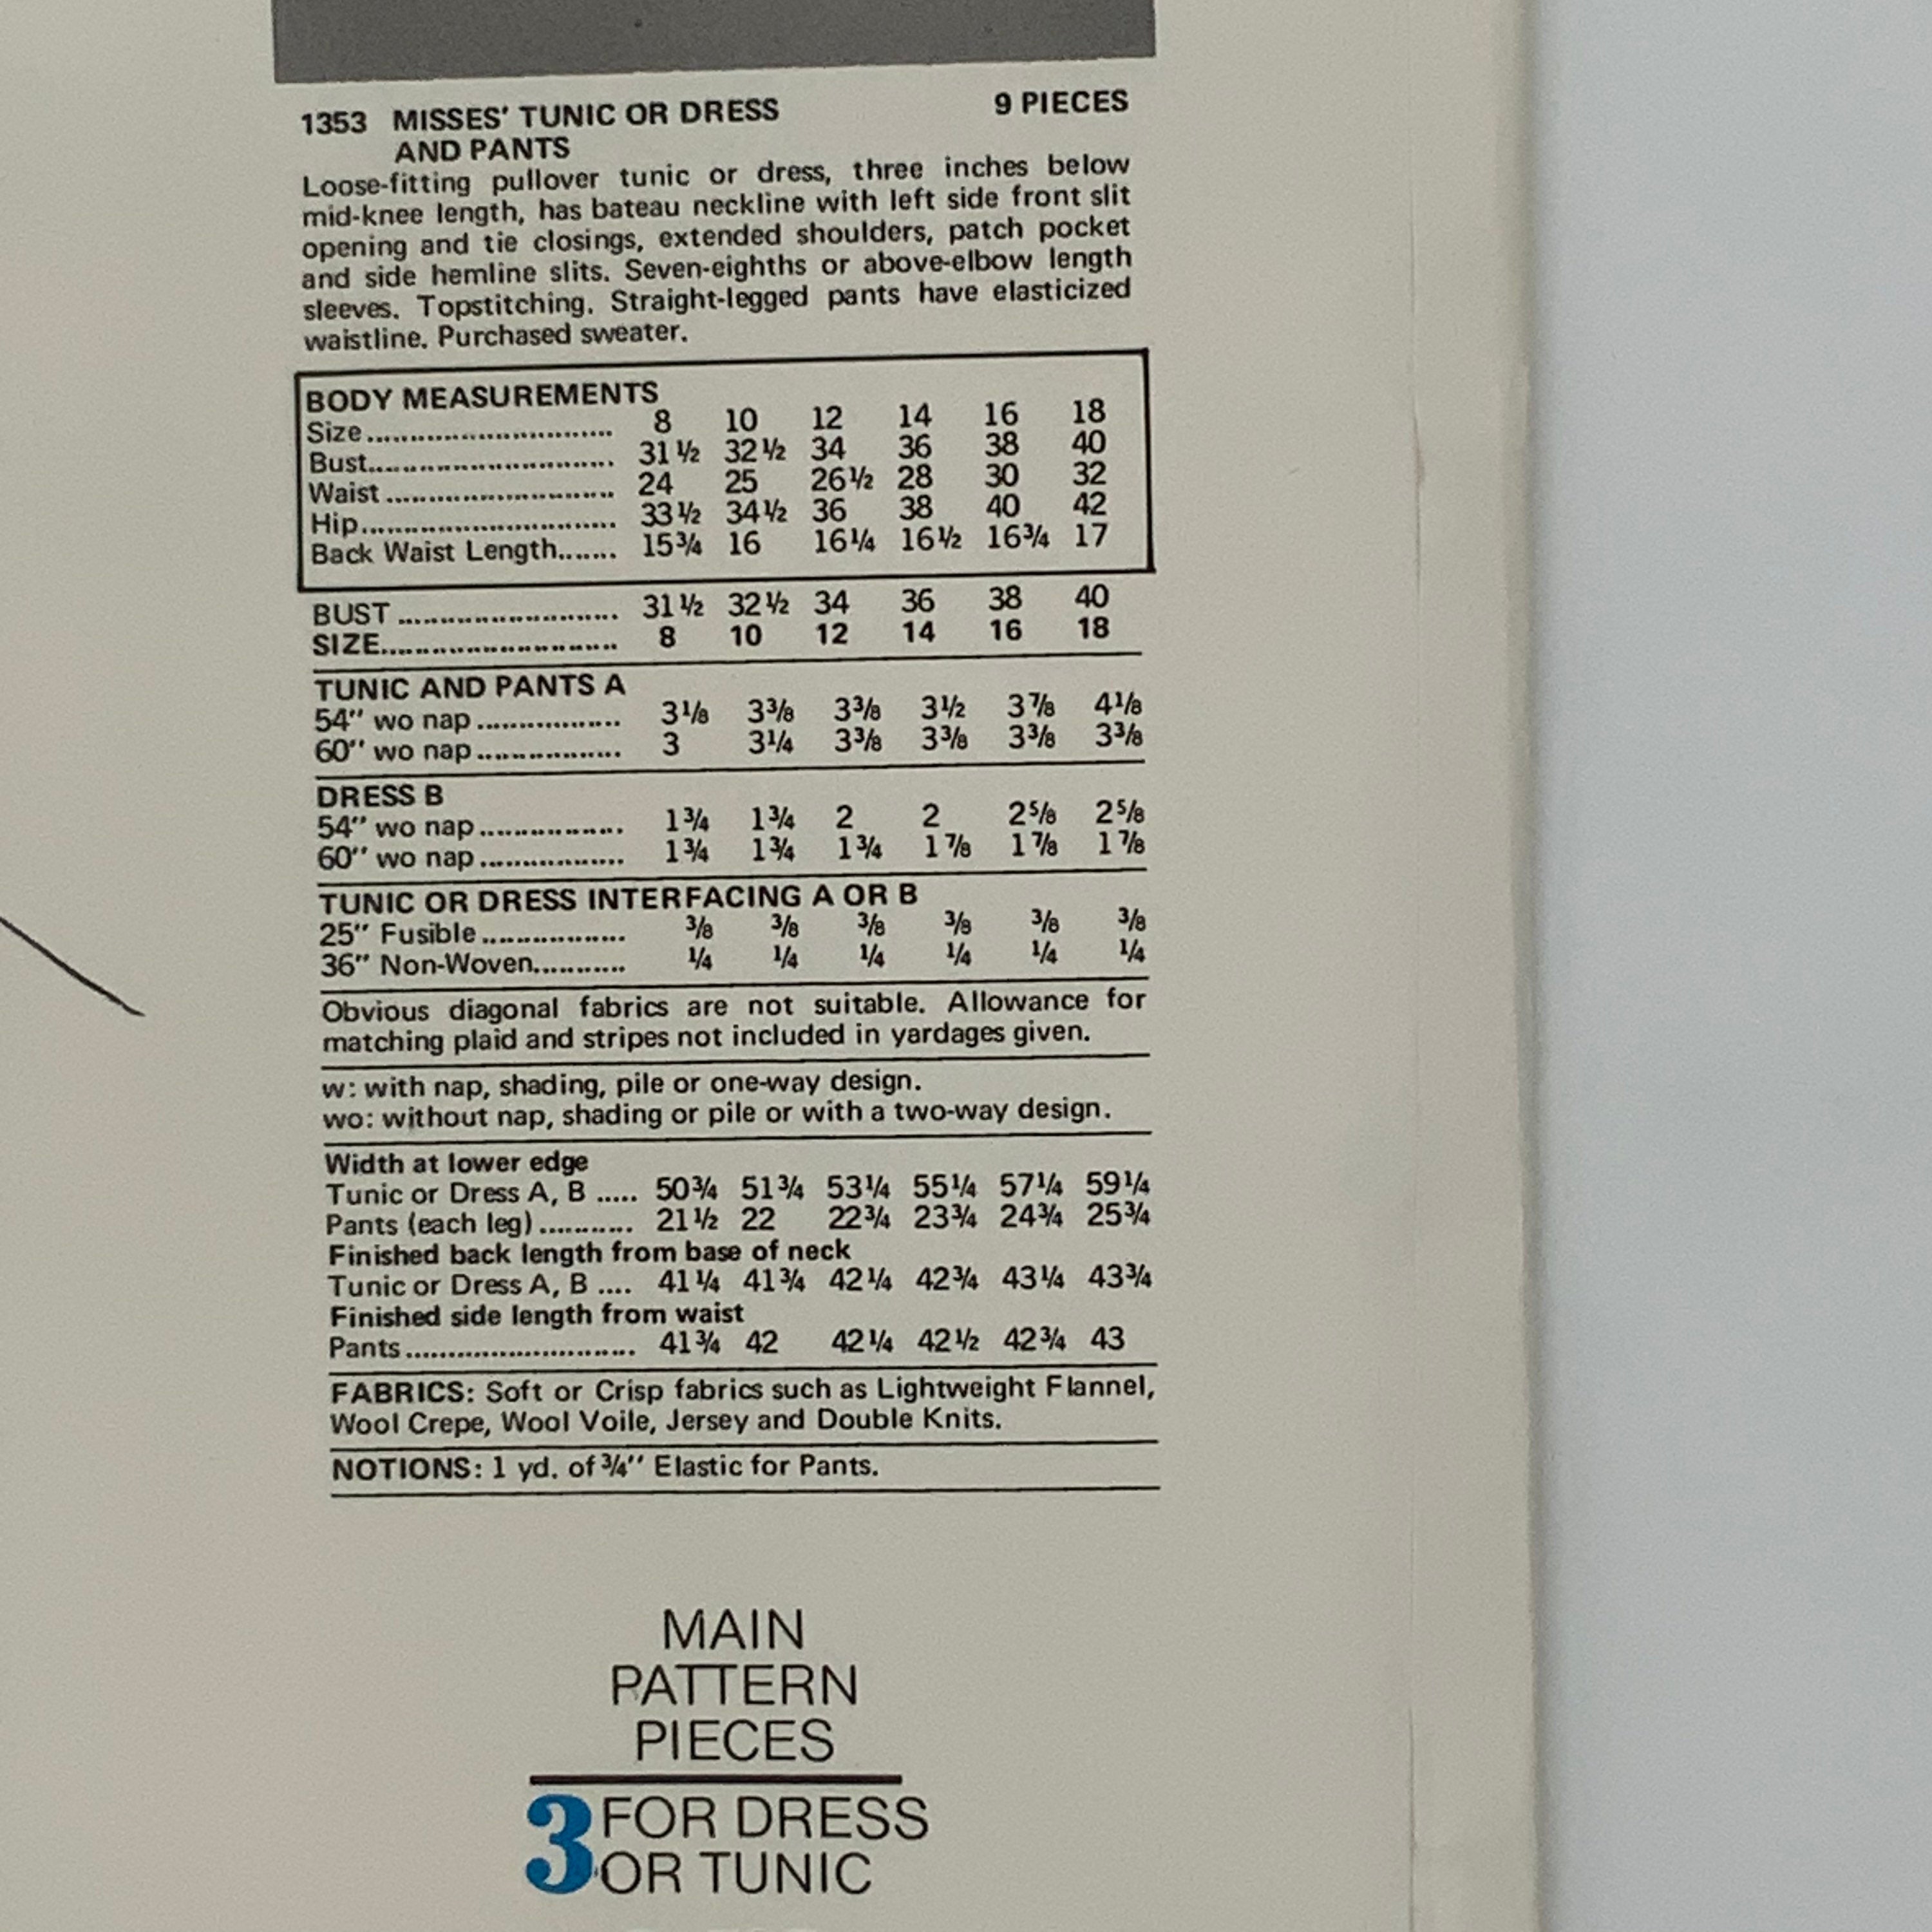 1353 MISSES' TUNIC OR DRESS 9 PIECES
AND PANTS
Loose-fitting pullover tunic or dress, three inches below
mid-knee length, has bateau neckline with left side front slit
opening and tie closings, extended shoulders, patch pocket
and side hemline slits. Seven-eighths or above-elbow length
sleeves. Topstitching. Straight-legged pants have elasticized
waistline. Purchased sweater.
BODY MEASUREMENTS
Size............................ 8 10 12 14 16 18
Bust............................ 31½ 32½ 34 36 38 40
Waist........................... 24 25 26½ 28 30 32
Hip.............................. 33½ 34½ 36 38 40 42
Back Waist Length....... 15¾ 16 16¼ 16½ 16¾ 17
BUST.......................... 31½ 32½ 34 36 38 40
SIZE........................... 8 10 12 14 16 18
TUNIC AND PANTS A
54" wo nap................. 3⅛ 3⅜ 3⅜ 3½ 3⅞ 4⅛
60" wo nap................. 3 3¼ 3⅜ 3⅜ 3⅜ 3⅜
DRESS B
54" wo nap................. 1¾ 1¾ 2 2 2⅝ 2⅝
60" wo nap................. 1¾ 1¾ 1¾ 1⅞ 1⅞ 1⅞
TUNIC OR DRESS INTERFACING A OR B
25" Fusible................. ⅜ ⅜ ⅜ ⅜ ⅜ ⅜
36" Non-Woven........... ¼ ¼ ¼ ¼ ¼ ¼
Obvious diagonal fabrics are not suitable. Allowance for
matching plaid and stripes not included in yardages given.
w: with nap, shading, pile or one-way design.
wo: without nap, shading or pile or with a two-way design.
Width at lower edge
Tunic or Dress A, B ..... 50¾ 51¾ 53¼ 55¼ 57¼ 59¼
Pants (each leg)........... 21½ 22 22¾ 23¾ 24¾ 25¾
Finished back length from base of neck
Tunic or Dress A, B .... 41¼ 41¾ 42¼ 42¾ 43¼ 43¾
Finished side length from waist
Pants........................... 41¾ 42 42¼ 42½ 42¾ 43
FABRICS: Soft or Crisp fabrics such as Lightweight Flannel,
Wool Crepe, Wool Voile, Jersey and Double Knits.
NOTIONS: 1 yd. of ¾" Elastic for Pants.
MAIN
PATTERN
PIECES
3 FOR DRESS
OR TUNIC